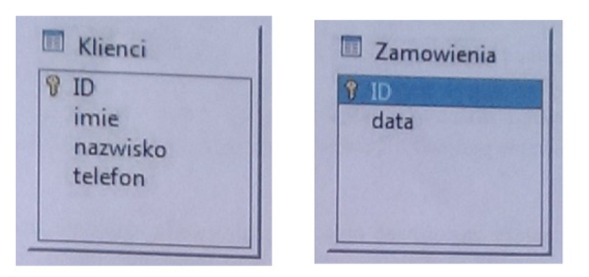 Klienci
ID
imie
nazwisko
telefon
Zamowienia
ID
data